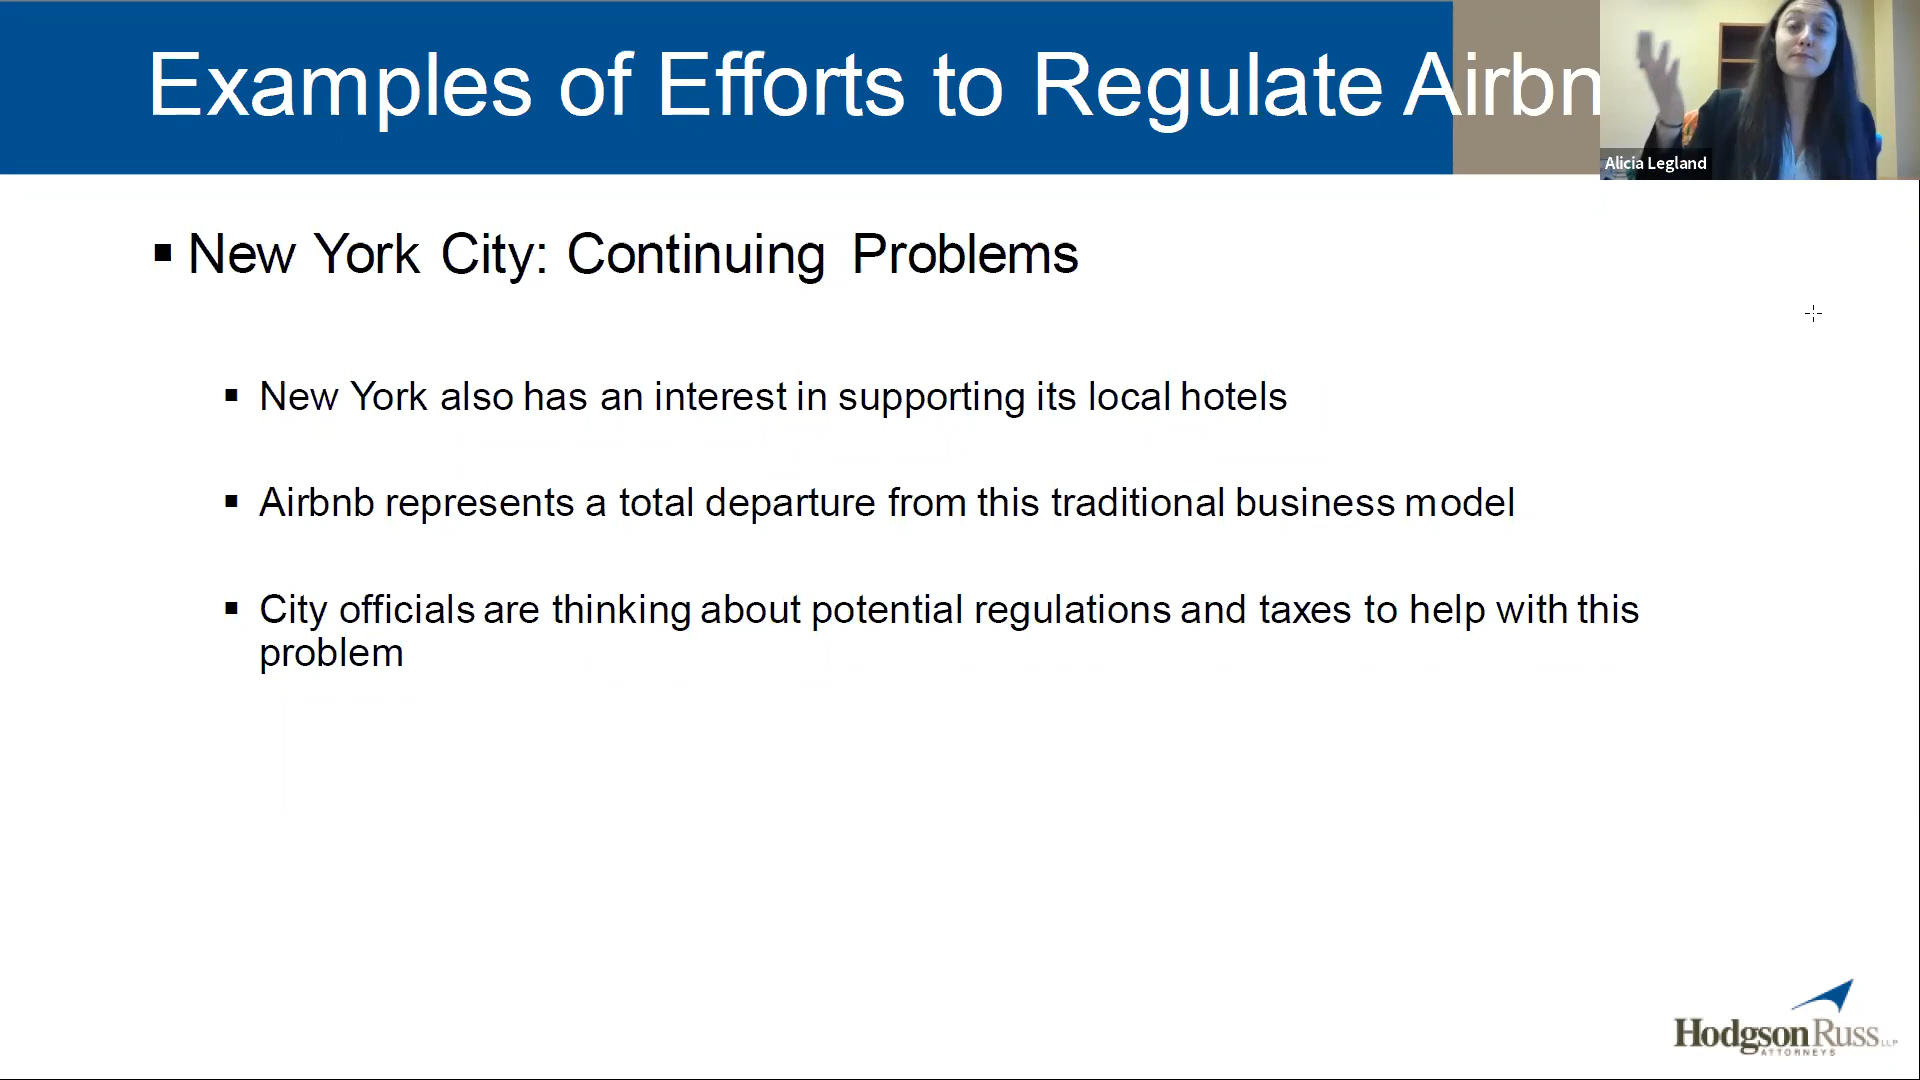 Examples of Efforts to Regulate Airbn
Alicia Legland
▪ New York City: Continuing Problems
▪ New York also has an interest in supporting its local hotels
▪ Airbnb represents a total departure from this traditional business model
▪ City officials are thinking about potential regulations and taxes to help with this
problem
HodgsonRuss LLP
ATTORNEYS